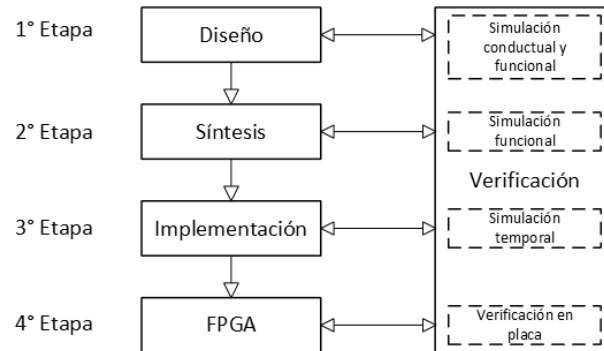 1° Etapa
Diseño
Simulación
conductual y
funcional
2° Etapa
Síntesis
Simulación
funcional
Verificación
3° Etapa
Implementación
Simulación
temporal
4° Etapa
FPGA
Verificación en
placa